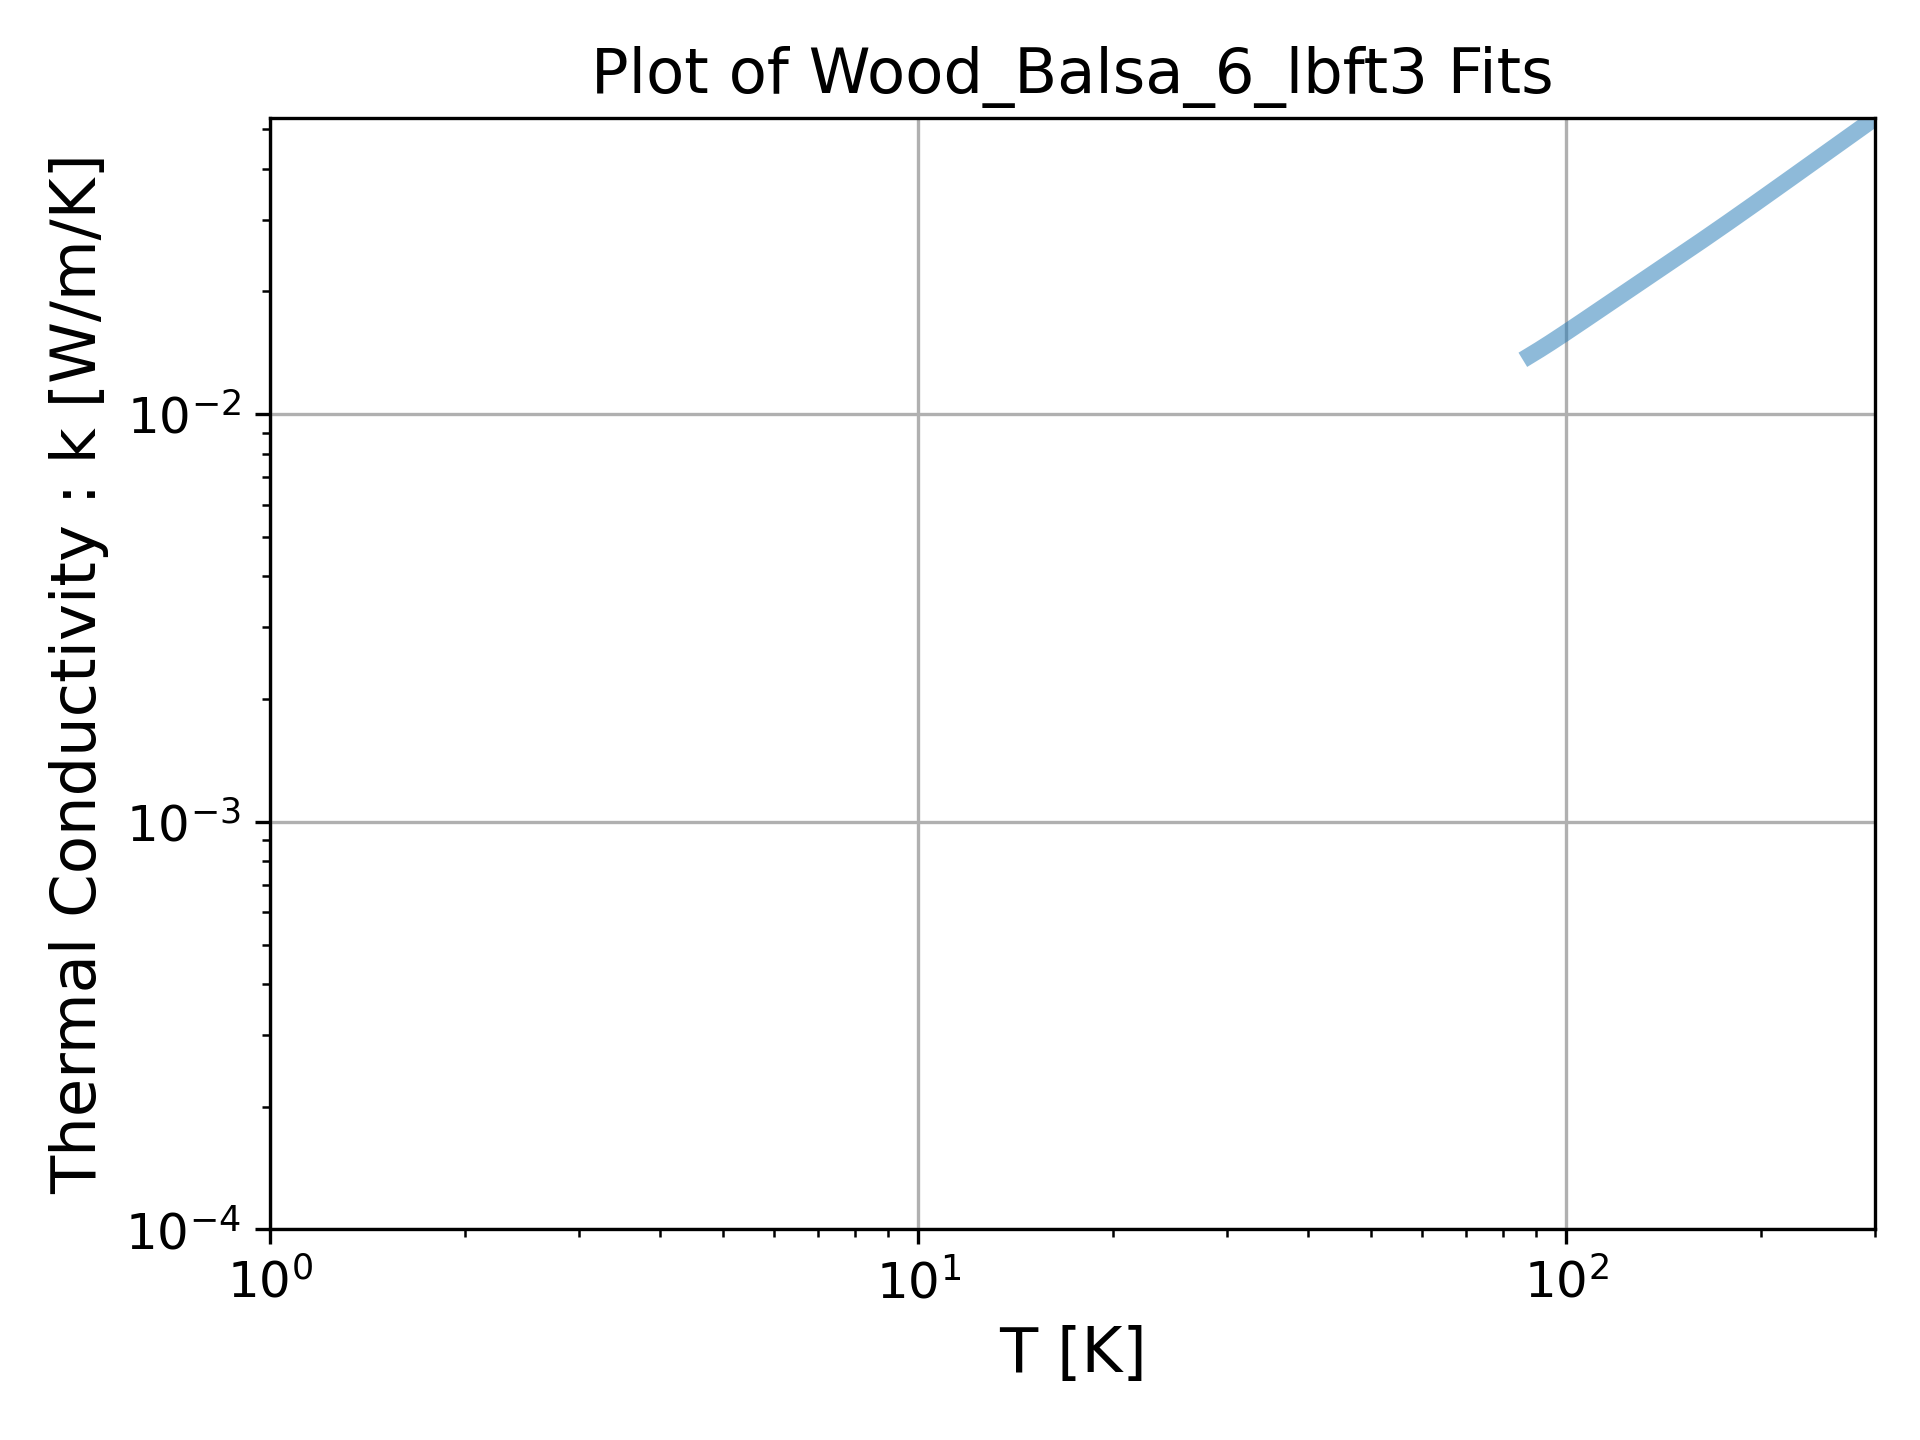 Plot of Wood_Balsa_6_lbft3 Fits
Thermal Conductivity : k [W/m/K]
10⁻²
10⁻³
10⁻⁴
10⁰ 10¹ 10²
T [K]